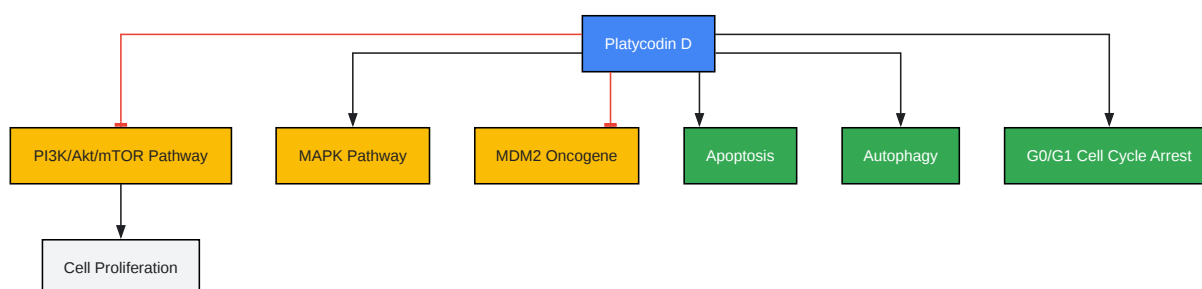 Platycodin D
PI3K/Akt/mTOR Pathway
MAPK Pathway
MDM2 Oncogene
Apoptosis
Autophagy
G0/G1 Cell Cycle Arrest
Cell Proliferation